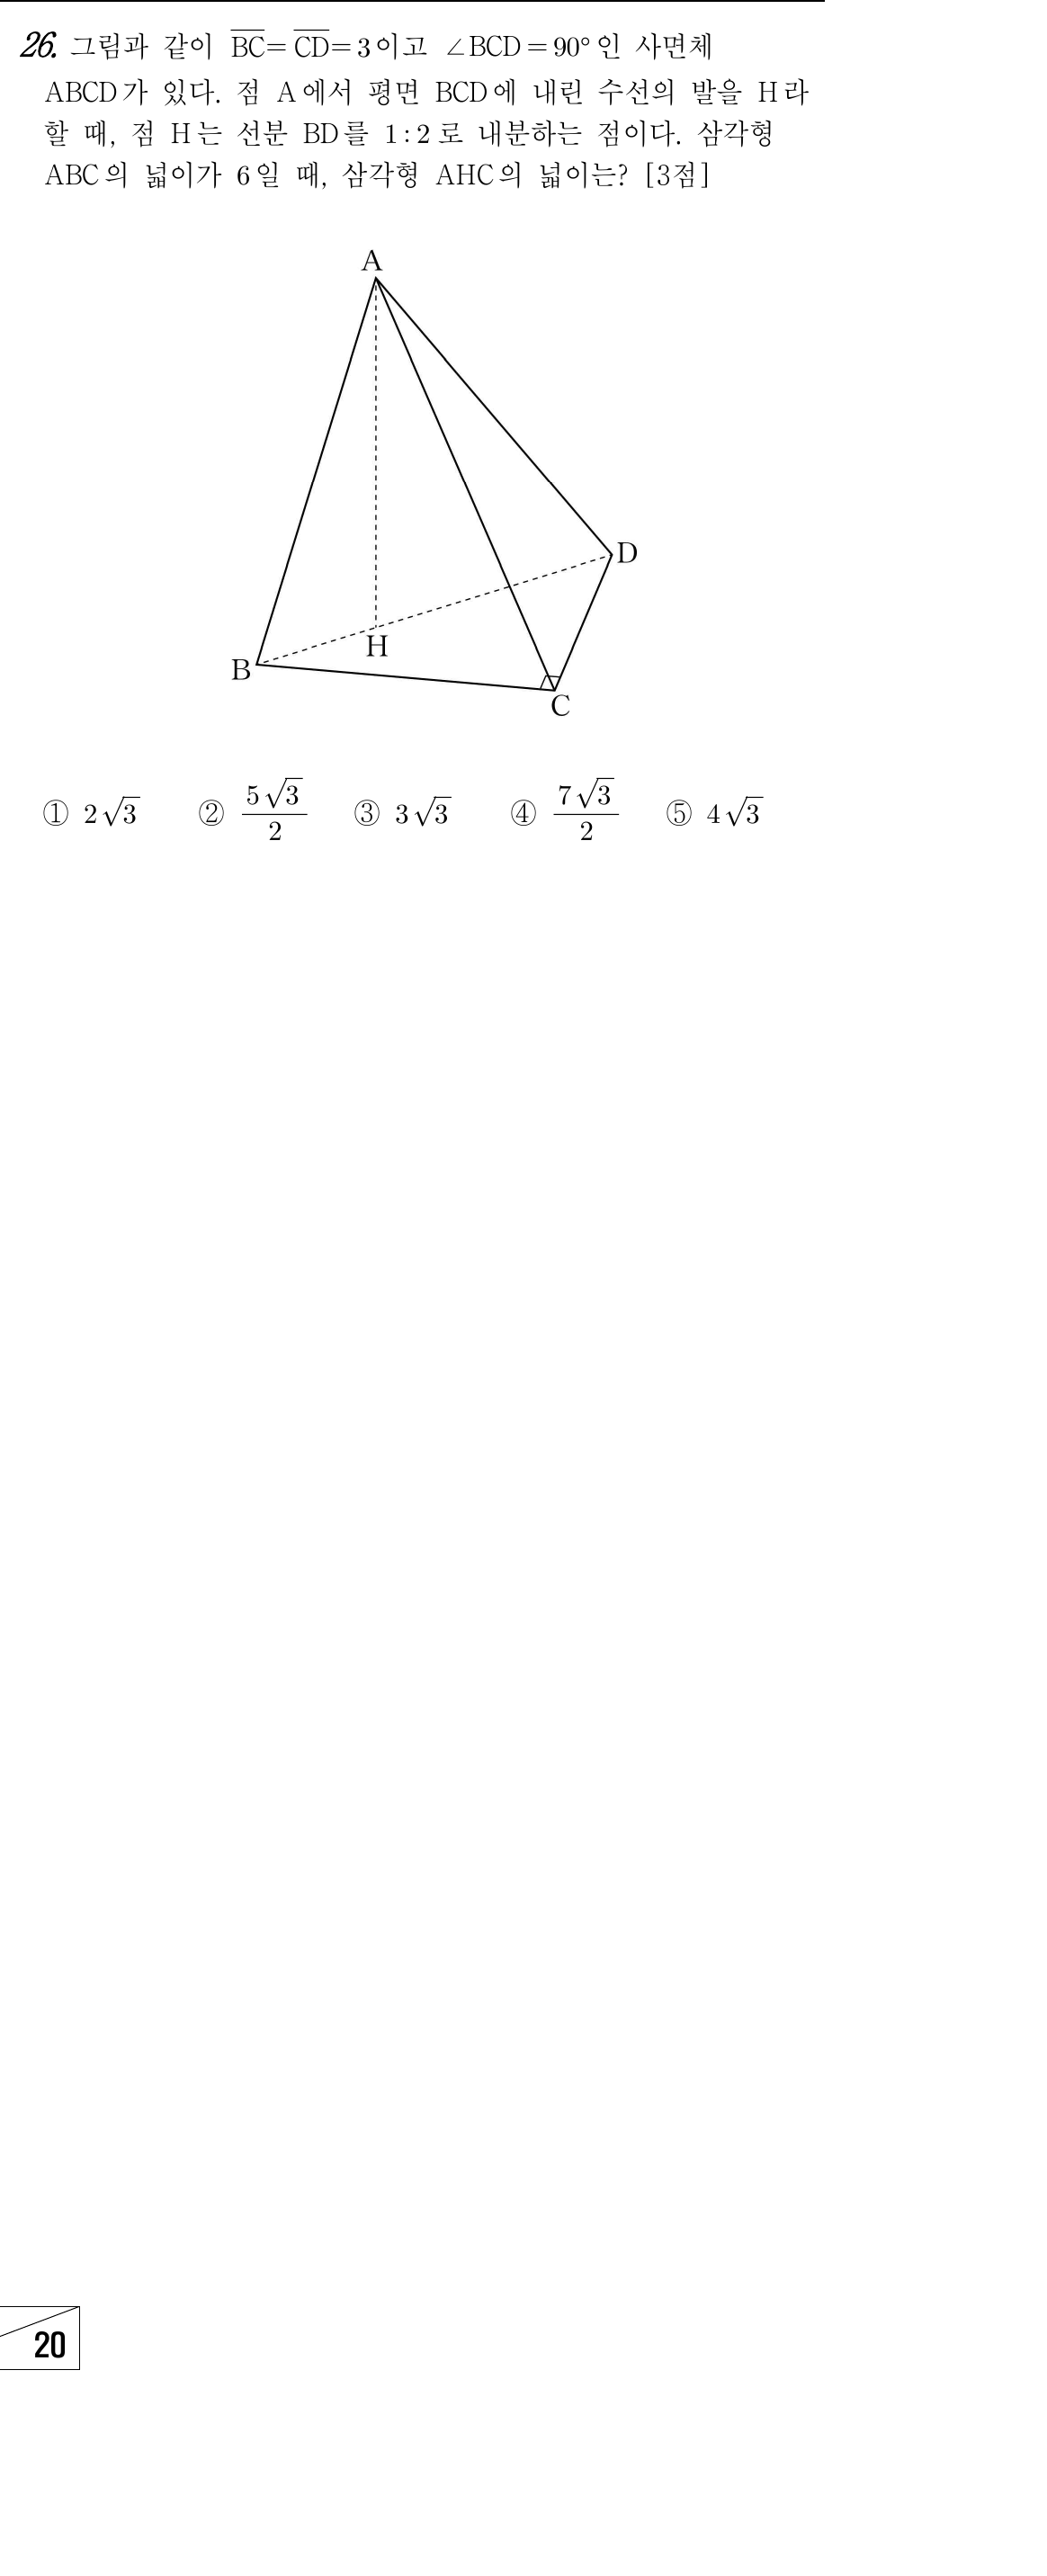 26. 그림과 같이 $\overline{BC}=\overline{CD}=3$이고 ∠BCD=90°인 사면체
ABCD가 있다. 점 A에서 평면 BCD에 내린 수선의 발을 H라
할 때, 점 H는 선분 BD를 1:2로 내분하는 점이다. 삼각형
ABC의 넓이가 6일 때, 삼각형 AHC의 넓이는? [3점]
A
D
H
B
C
① $2\sqrt{3}$ ② $\frac{5\sqrt{3}}{2}$ ③ $3\sqrt{3}$ ④ $\frac{7\sqrt{3}}{2}$ ⑤ $4\sqrt{3}$
20